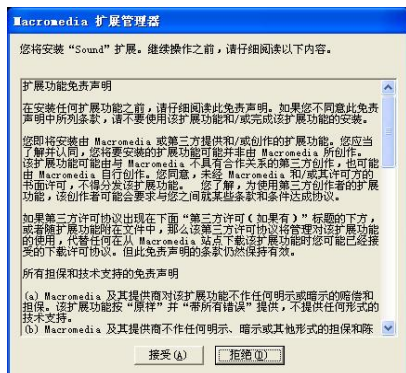 Macromedia 扩展管理器
您将安装“Sound”扩展。继续操作之前，请仔细阅读以下内容。
扩展功能免责声明
在安装任何扩展功能之前，请仔细阅读此免责声明。如果您不同意此免责
声明中所列条款，请不要使用该扩展功能和/或完成该扩展功能的安装。
您即将安装由 Macromedia 或第三方提供和/或创作的扩展功能。您应当
了解并认同，您将要安装的扩展功能可能并非由 Macromedia 所创作。
该扩展功能可能由与 Macromedia 不具有合作关系的第三方创作，也可能
由 Macromedia 自行创作。您同意，未经 Macromedia 和/或其许可方的
书面许可，不得分发该扩展功能。 您了解，为使用第三方创作者的扩展
功能，该创作者可能会要求与您之间就某些条款和条件达成协议。
如果第三方许可协议出现在下面“第三方许可（如果有）”标题的下方，
或者随扩展功能附在文件中，那么该第三方许可协议将管理对该扩展功能
的使用，代替任何在从 Macromedia 站点下载该扩展功能时您可能已经接
受的下载许可协议。但此免责声明的条款仍然保持有效。
所有担保和技术支持的免责声明
(a) Macromedia 及其提供商对该扩展功能不作任何明示或暗示的赔偿和
担保。该扩展功能按“原样”并“带所有错误”提供，不提供任何形式的
技术支持。
(b) Macromedia 及其提供商不作任何明示、暗示或其他形式的担保和陈
接受(A)
拒绝(D)